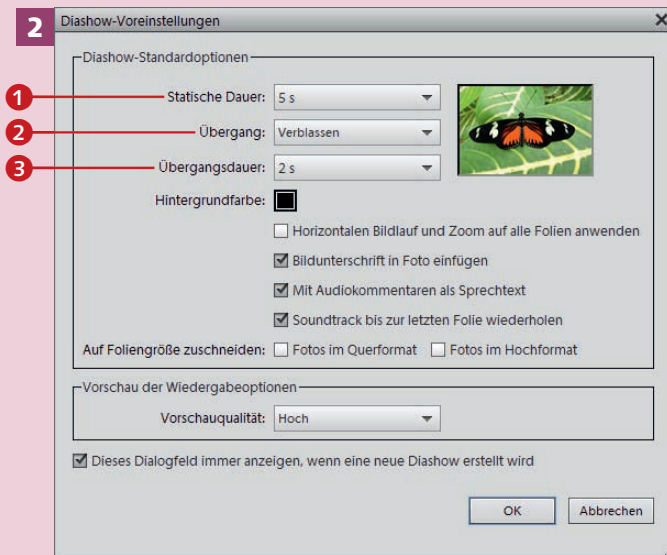 2
Diashow-Voreinstellungen
Diashow-Standardoptionen
1 Statische Dauer: 5 s
2 Übergang: Verblassen
3 Übergangsdauer: 2 s
Hintergrundfarbe:
Horizontalen Bildlauf und Zoom auf alle Folien anwenden
Bildunterschrift in Foto einfügen
Mit Audiokommentaren als Sprechtext
Soundtrack bis zur letzten Folie wiederholen
Auf Foliengröße zuschneiden: Fotos im Querformat Fotos im Hochformat
Vorschau der Wiedergabeoptionen
Vorschauqualität: Hoch
Dieses Dialogfeld immer anzeigen, wenn eine neue Diashow erstellt wird
OK Abbrechen